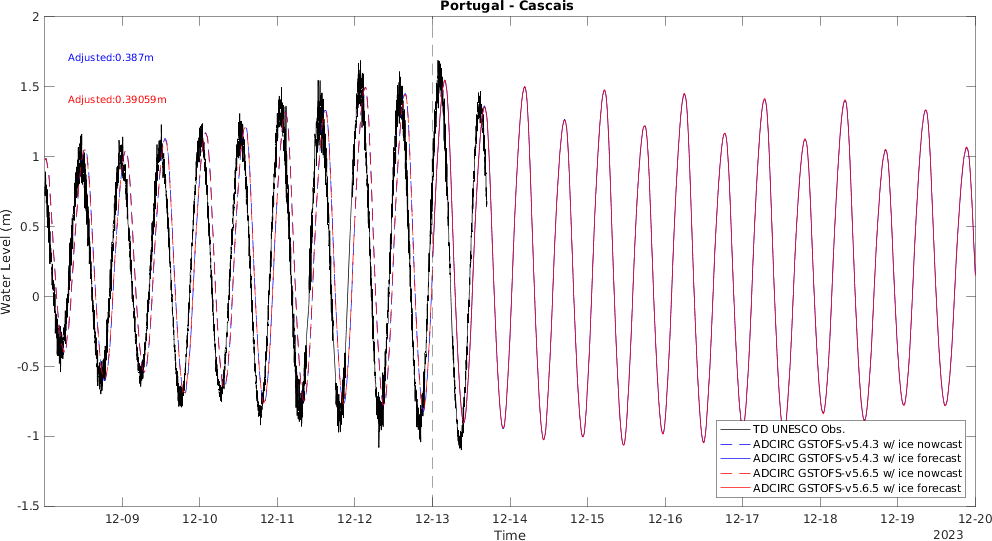 Portugal - Cascais
2
1.5
1
0.5
0
-0.5
-1
-1.5
Water Level (m)
Adjusted:0.387m
Adjusted:0.39059m
TD UNESCO Obs.
ADCIRC GSTOFS-v5.4.3 w/ ice nowcast
ADCIRC GSTOFS-v5.4.3 w/ ice forecast
ADCIRC GSTOFS-v5.6.5 w/ ice nowcast
ADCIRC GSTOFS-v5.6.5 w/ ice forecast
12-09 12-10 12-11 12-12 12-13 12-14 12-15 12-16 12-17 12-18 12-19 12-20
Time
2023